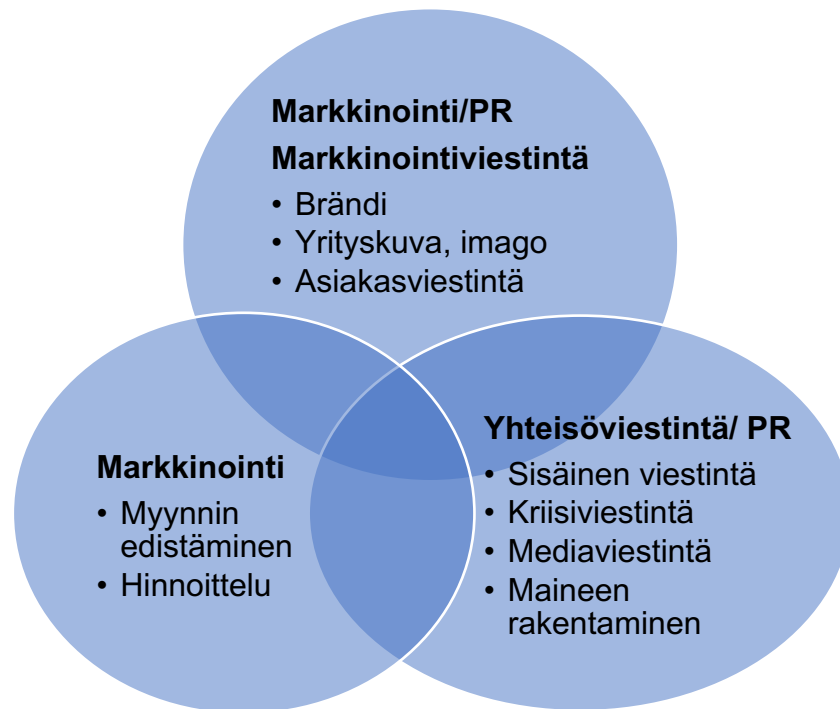 Markkinointi/PR
Markkinointiviestintä
• Brändi
• Yrityskuva, imago
• Asiakasviestintä
Markkinointi
• Myynnin
edistäminen
• Hinnoittelu
Yhteisöviestintä/ PR
• Sisäinen viestintä
• Kriisiviestintä
• Mediaviestintä
• Maineen
rakentaminen